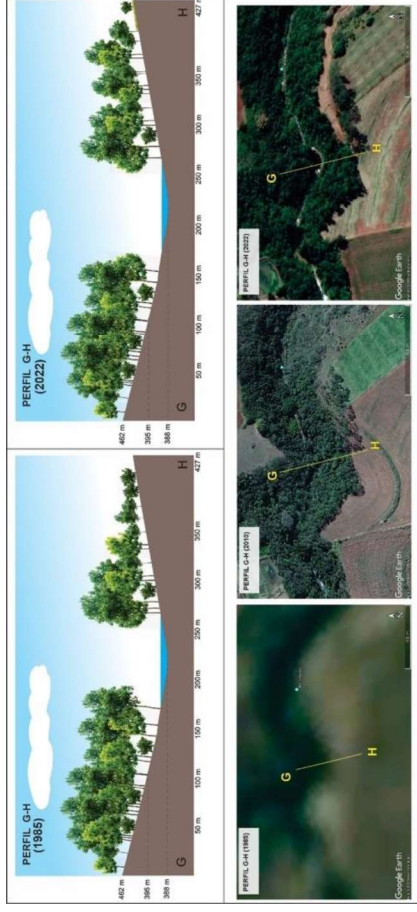 PERFIL G-H
(1985)
462 m
395 m
388 m
G
H
50 m
100 m
150 m
200 m
250 m
300 m
350 m
427 m
PERFIL G-H
(2022)
462 m
395 m
388 m
G
H
50 m
100 m
150 m
200 m
250 m
300 m
350 m
427 m
PERFIL G-H (1985)
G
H
Google Earth
N
PERFIL G-H (2010)
G
H
Google Earth
N
PERFIL G-H (2022)
G
H
Google Earth
N